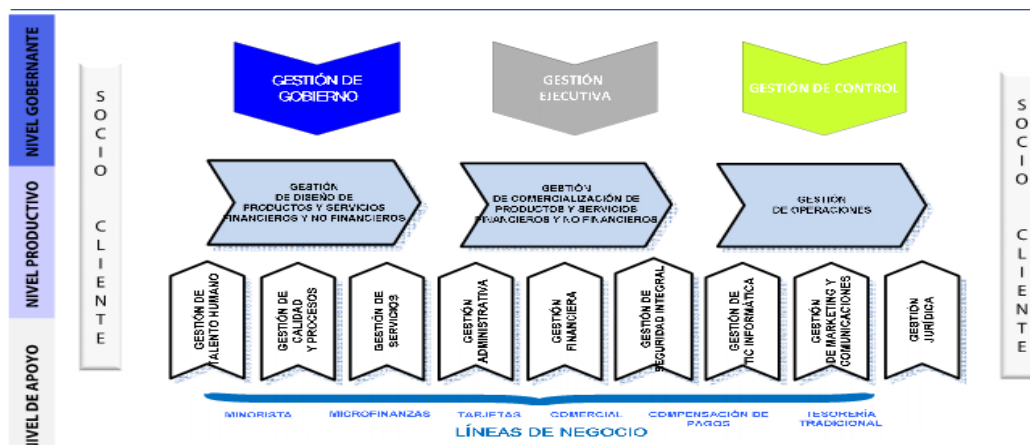 NIVEL GOBERNANTE
NIVEL PRODUCTIVO
NIVEL DE APOYO
SOCIO CLIENTE
GESTIÓN DE
GOBIERNO
GESTIÓN
EJECUTIVA
GESTIÓN DE CONTROL
GESTIÓN
DE DISEÑO DE
PRODUCTOS Y SERVICIOS
FINANCIEROS Y NO FINANCIEROS
GESTIÓN
DE COMERCIALIZACIÓN DE
PRODUCTOS Y SERVICIOS
FINANCIEROS Y NO FINANCIEROS
GESTIÓN
DE OPERACIONES
GESTIÓN DE
TALENTO HUMANO
GESTIÓN DE
CALIDAD
Y PROCESOS
GESTIÓN DE
SERVICIOS
GESTIÓN
ADMINISTRATIVA
GESTIÓN
FINANCIERA
GESTIÓN DE
SEGURIDAD INTEGRAL
GESTIÓN DE
TIC INFORMÁTICA
GESTIÓN
DE MARKETING Y
COMUNICACIONES
GESTIÓN
JURÍDICA
SOCIO CLIENTE
MINORISTA
MICROFINANZAS
TARJETAS
COMERCIAL
COMPENSACIÓN DE
PAGOS
TESORERÍA
TRADICIONAL
LÍNEAS DE NEGOCIO